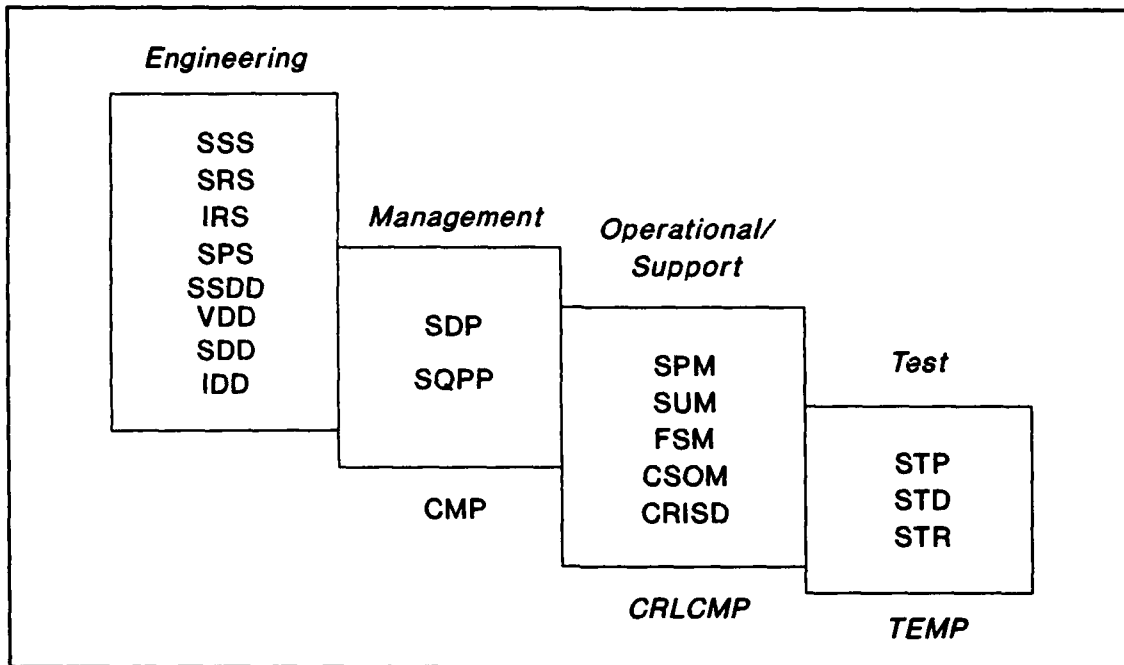 Engineering
SSS
SRS
IRS
SPS
SSDD
VDD
SDD
IDD
Management
SDP
SQPP
CMP
Operational/
Support
SPM
SUM
FSM
CSOM
CRISD
CRLCMP
Test
STP
STD
STR
TEMP